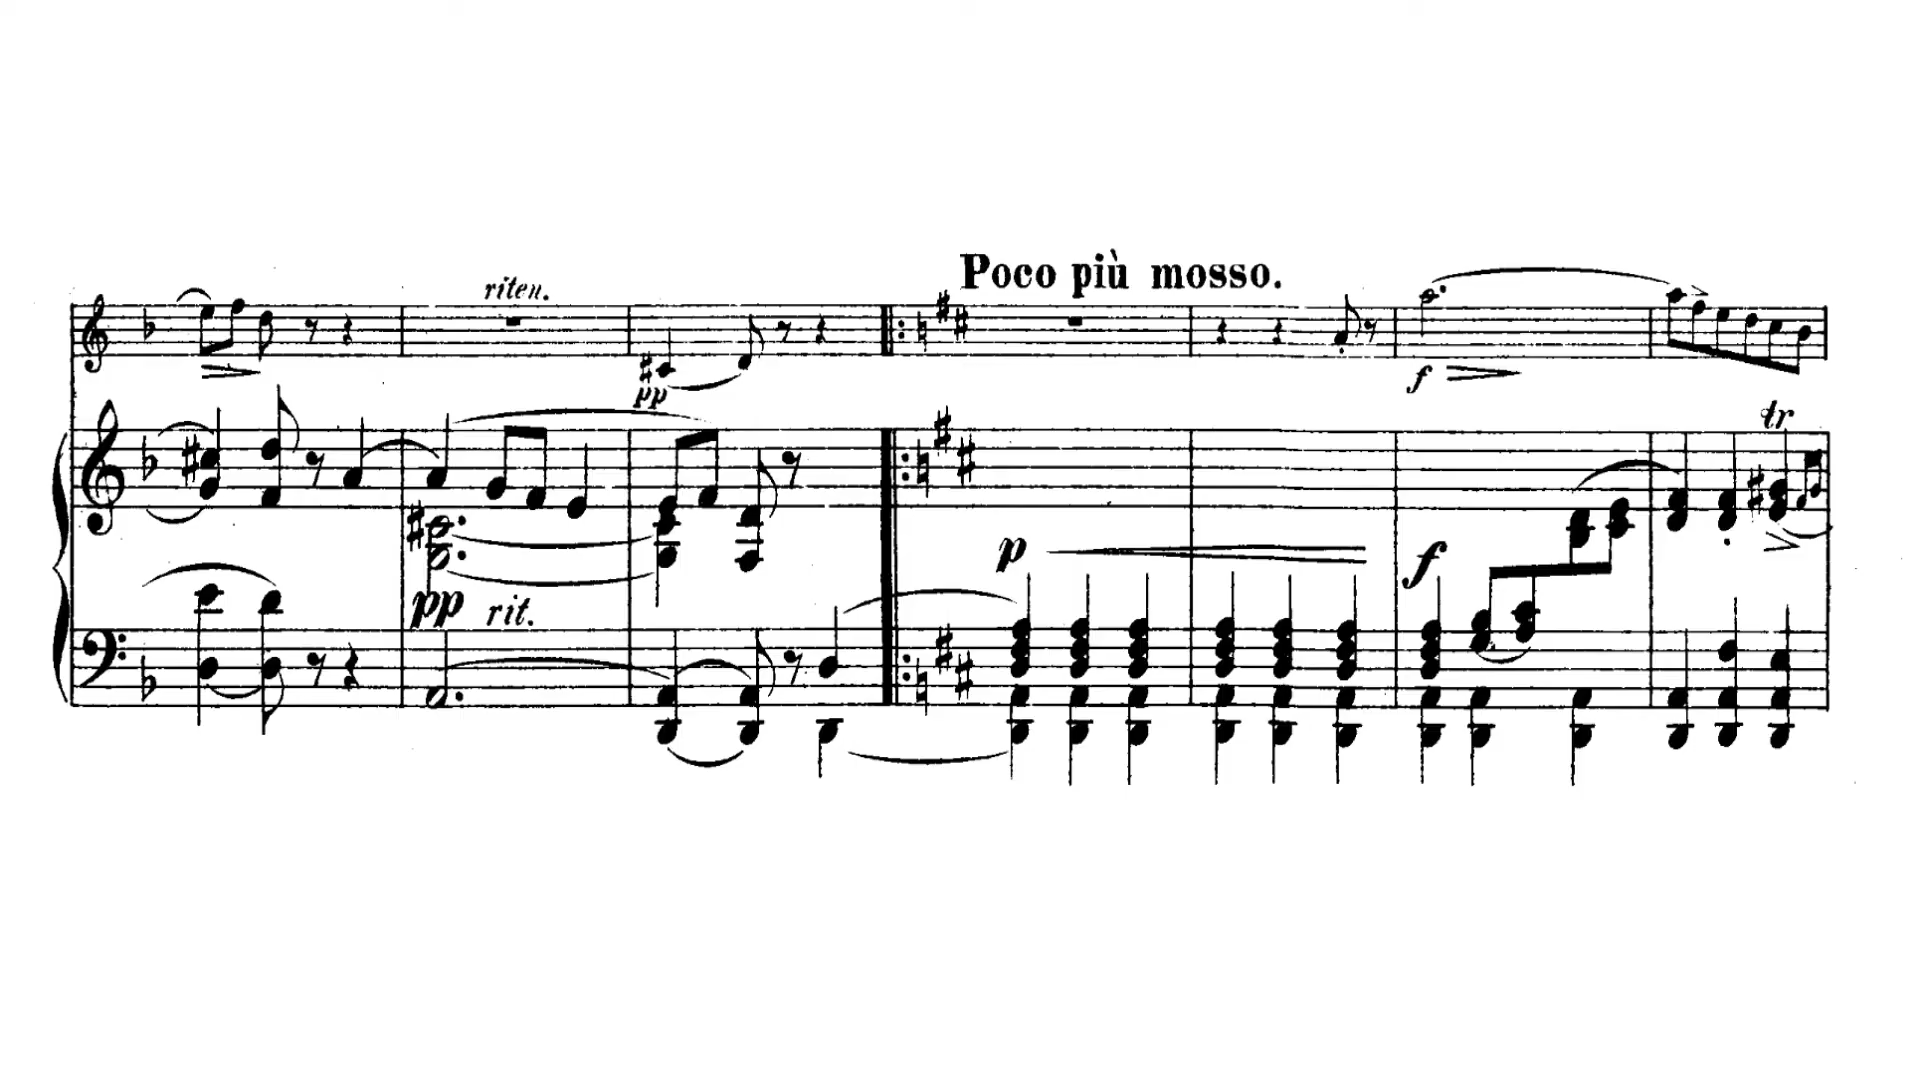 Poco più mosso.
riten.
pp
f
tr
p
f
pp rit.